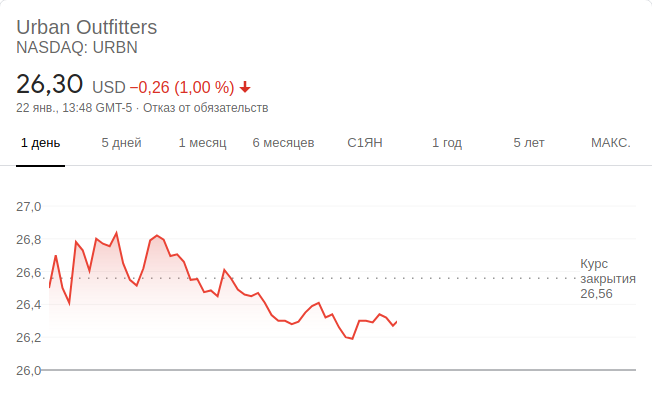 Urban Outfitters
NASDAQ: URBN
26,30 USD −0,26 (1,00 %)
22 янв., 13:48 GMT-5 · Отказ от обязательств
1 день 5 дней 1 месяц 6 месяцев С1ЯН 1 год 5 лет МАКС.
27,0
26,8
26,6
26,4
26,2
26,0
Курс
закрытия
26,56